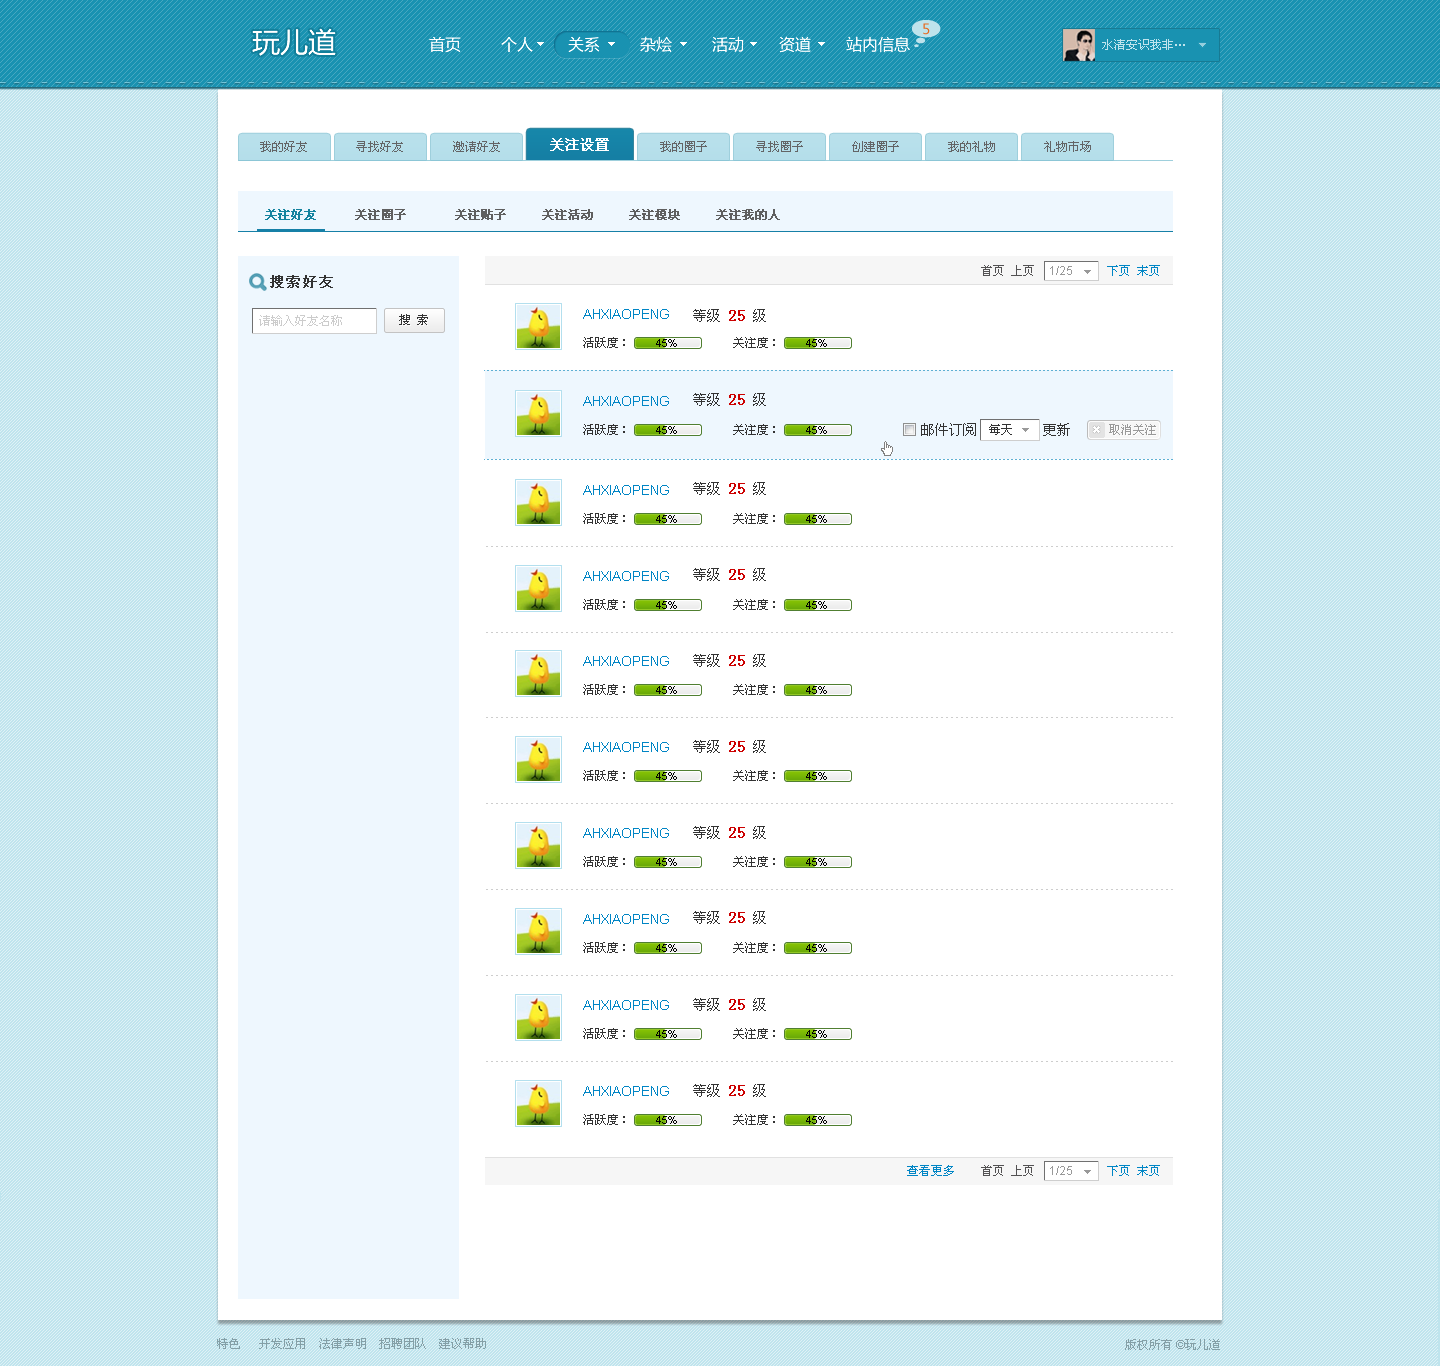 玩儿道 首页 个人 关系 杂烩 活动 资道 站内信息 5 水清安识我非…
我的好友 寻找好友 邀请好友 关注设置 我的圈子 寻找圈子 创建圈子 我的礼物 礼物市场
关注好友 关注圈子 关注贴子 关注活动 关注模块 关注我的人
搜索好友
请输入好友名称 搜 索
首页 上页 1/25 下页 末页
AHXIAOPENG 等级 25 级
活跃度： 45% 关注度： 45%
AHXIAOPENG 等级 25 级
活跃度： 45% 关注度： 45% 邮件订阅 每天 更新 取消关注
AHXIAOPENG 等级 25 级
活跃度： 45% 关注度： 45%
AHXIAOPENG 等级 25 级
活跃度： 45% 关注度： 45%
AHXIAOPENG 等级 25 级
活跃度： 45% 关注度： 45%
AHXIAOPENG 等级 25 级
活跃度： 45% 关注度： 45%
AHXIAOPENG 等级 25 级
活跃度： 45% 关注度： 45%
AHXIAOPENG 等级 25 级
活跃度： 45% 关注度： 45%
AHXIAOPENG 等级 25 级
活跃度： 45% 关注度： 45%
AHXIAOPENG 等级 25 级
活跃度： 45% 关注度： 45%
查看更多 首页 上页 1/25 下页 末页
特色 开发应用 法律声明 招聘团队 建议帮助 版权所有 ©玩儿道